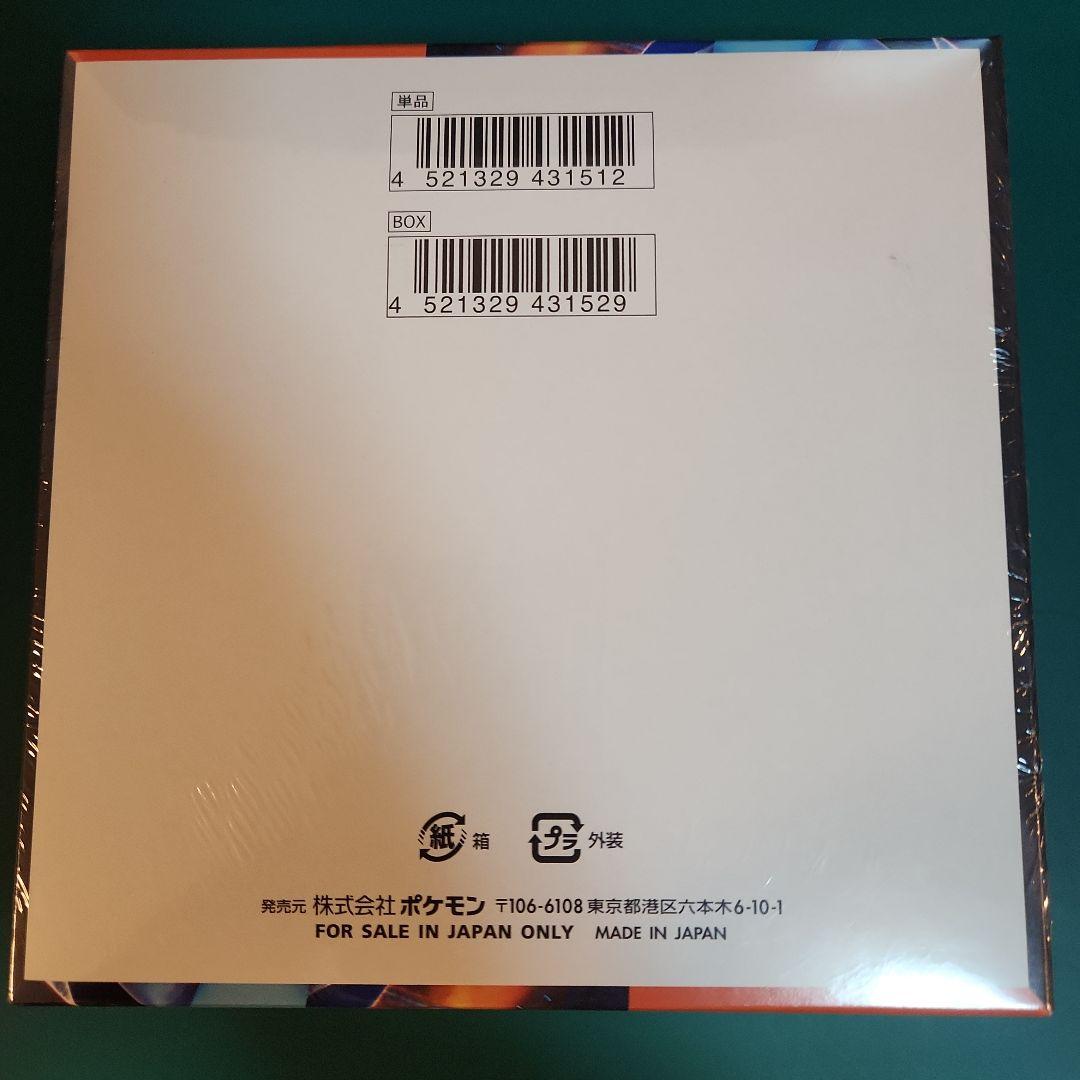 単品
4 521329 431512
BOX
4 521329 431529
紙 箱 プラ 外装
発売元 株式会社 ポケモン 〒106-6108 東京都港区六本木6-10-1
FOR SALE IN JAPAN ONLY MADE IN JAPAN